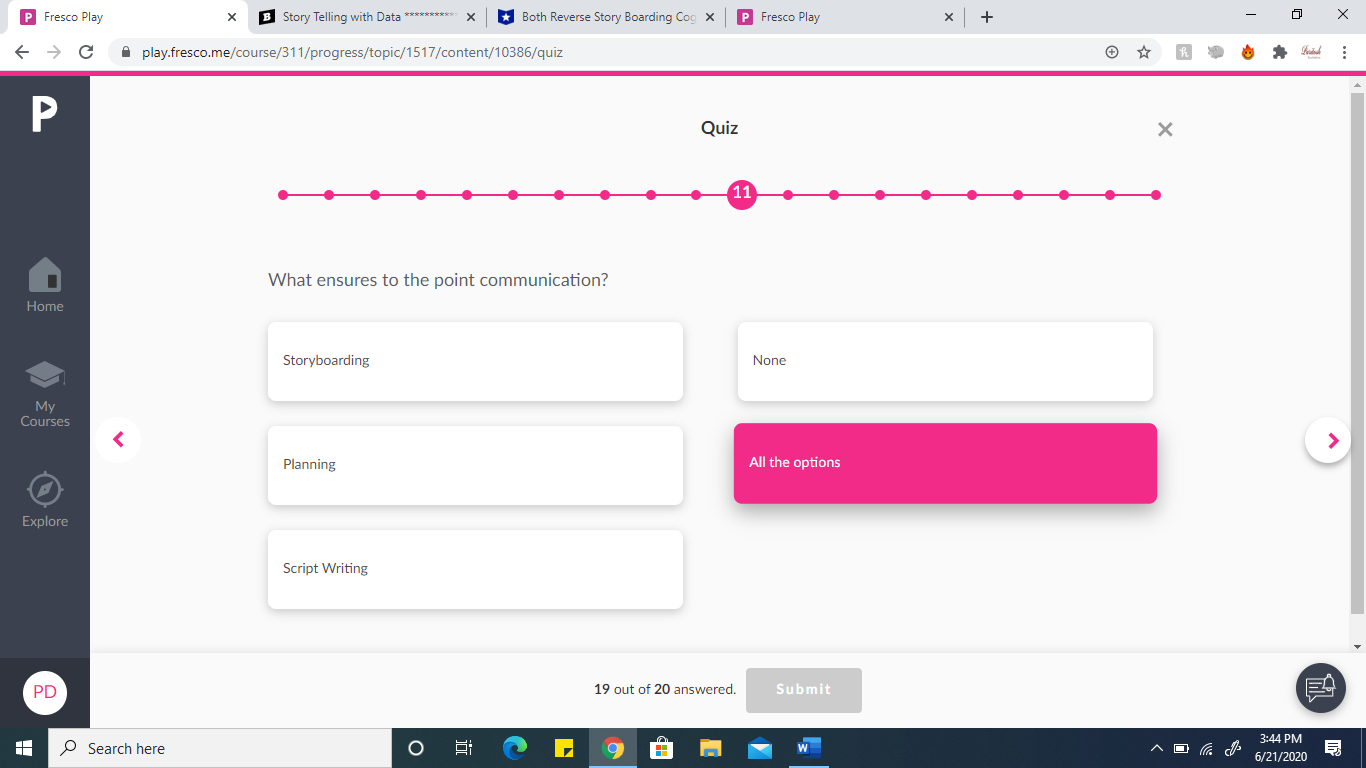 Fresco Play
Story Telling with Data **********
Both Reverse Story Boarding Cog
Fresco Play
play.fresco.me/course/311/progress/topic/1517/content/10386/quiz
Quiz
11
What ensures to the point communication?
Storyboarding
None
Planning
All the options
Script Writing
Home
My
Courses
Explore
PD
19 out of 20 answered.
Submit
Search here
3:44 PM
6/21/2020